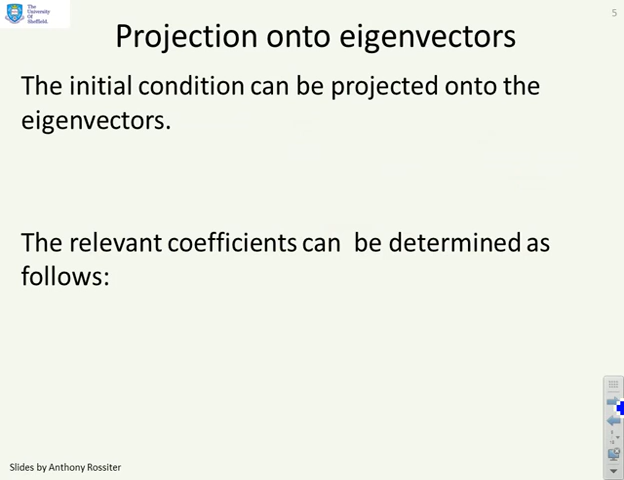 The
University
Of
Sheffield.
5
Projection onto eigenvectors
The initial condition can be projected onto the
eigenvectors.
The relevant coefficients can  be determined as
follows:
Slides by Anthony Rossiter